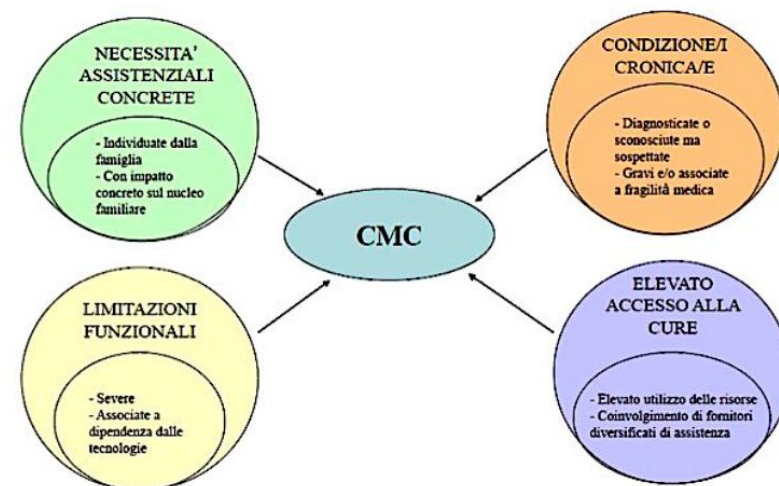 NECESSITA'
ASSISTENZIALI
CONCRETE
- Individuate dalla
famiglia
- Con impatto
concreto sul nucleo
familiare
CONDIZIONE/I
CRONICA/E
- Diagnosticate o
sconosciute ma
sospettate
- Gravi e/o associate
a fragilità medica
CMC
LIMITAZIONI
FUNZIONALI
- Severe
- Associate a
dipendenza dalle
tecnologie
ELEVATO
ACCESSO ALLA
CURE
- Elevato utilizzo delle risorse
- Coinvolgimento di fornitori
diversificati di assistenza